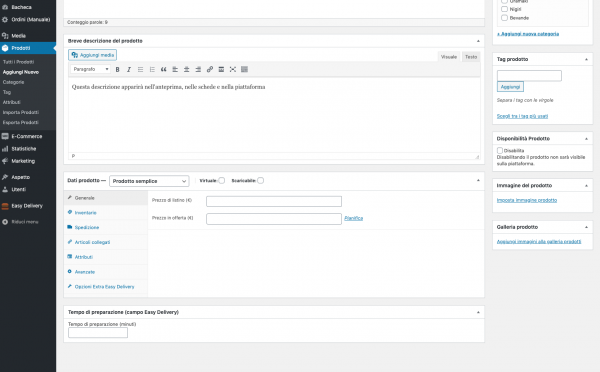 Bacheca
Ordini (Manuale)
Media
Prodotti
Tutti i Prodotti
Aggiungi Nuovo
Categorie
Tag
Attributi
Importa Prodotti
Esporta Prodotti
E-Commerce
Statistiche
Marketing
Aspetto
Utenti
Easy Delivery
Riduci menu
Conteggio parole: 9
Breve descrizione del prodotto
Aggiungi media
Visuale Testo
Paragrafo
Questa descrizione apparirà nell'anteprima, nelle schede e nella piattaforma
P
Dati prodotto — Prodotto semplice Virtuale: Scaricabile:
Generale
Inventario
Spedizione
Articoli collegati
Attributi
Avanzate
Opzioni Extra Easy Delivery
Prezzo di listino (€)
Prezzo in offerta (€) Pianifica
Tempo di preparazione (campo Easy Delivery)
Tempo di preparazione (minuti)
Uramaki
Nigiri
Bevande
+ Aggiungi nuova categoria
Tag prodotto
Aggiungi
Separa i tag con le virgole
Scegli tra i tag più usati
Disponibilità Prodotto
Disabilita
Disabilitando il prodotto non sarà visibile
sulla piattaforma.
Immagine del prodotto
Imposta immagine prodotto
Galleria prodotto
Aggiungi immagini alla galleria prodotti